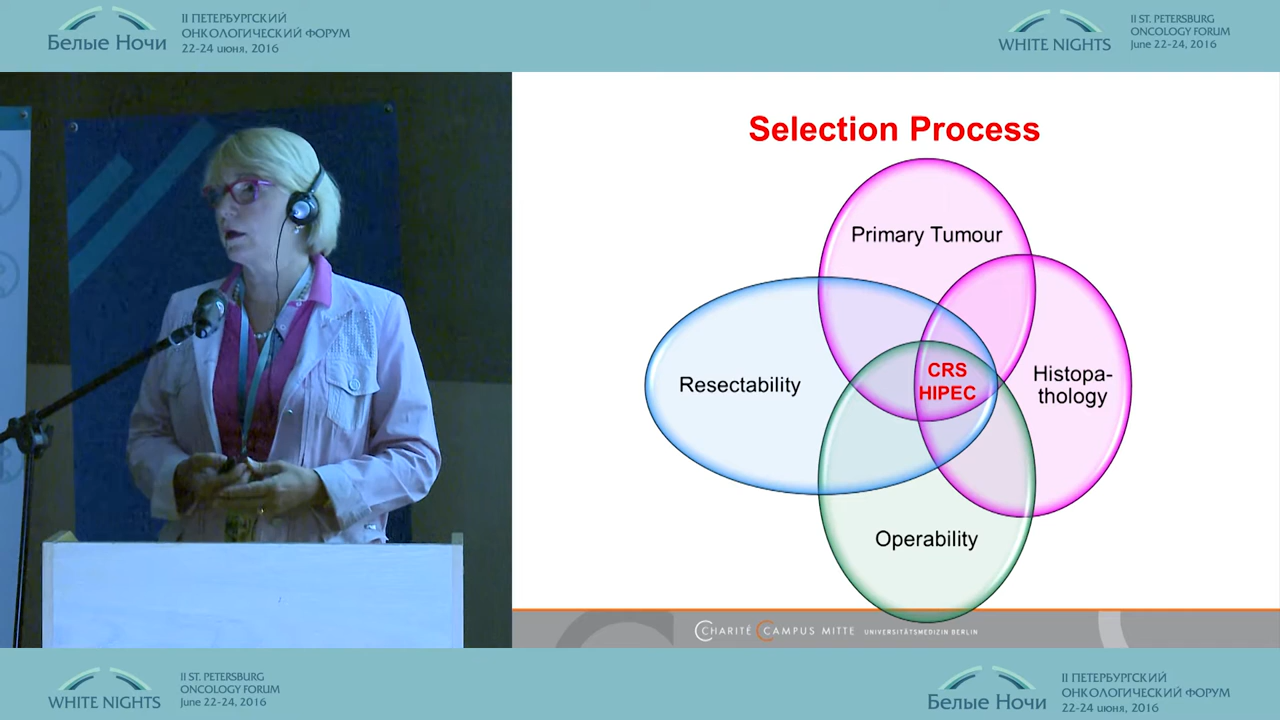 Белые Ночи
II ПЕТЕРБУРГСКИЙ
ОНКОЛОГИЧЕСКИЙ ФОРУМ
22-24 июня, 2016
WHITE NIGHTS
II ST. PETERSBURG
ONCOLOGY FORUM
June 22-24, 2016
Selection Process
Primary Tumour
Resectability
CRS
HIPEC
Histopa-
thology
Operability
CHARITÉ CAMPUS MITTE UNIVERSITÄTSMEDIZIN BERLIN
WHITE NIGHTS
II ST. PETERSBURG
ONCOLOGY FORUM
June 22-24, 2016
Белые Ночи
II ПЕТЕРБУРГСКИЙ
ОНКОЛОГИЧЕСКИЙ ФОРУМ
22-24 июня, 2016